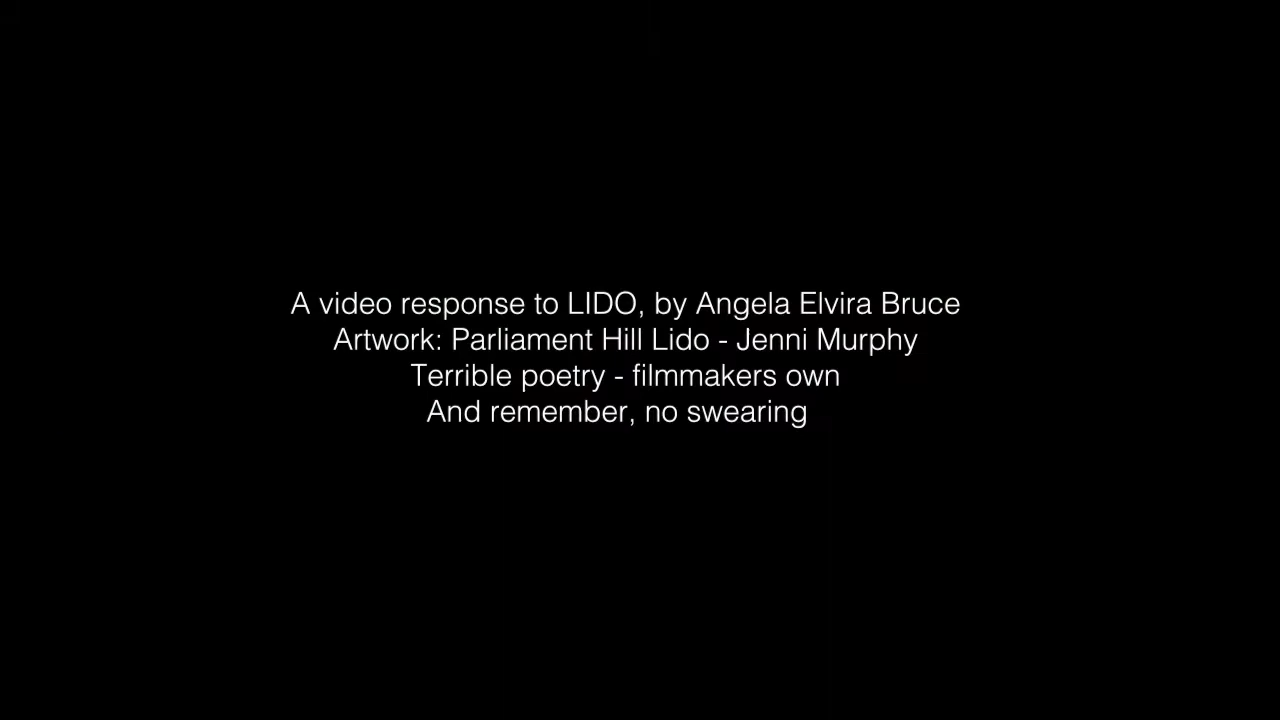 A video response to LIDO, by Angela Elvira Bruce
Artwork: Parliament Hill Lido - Jenni Murphy
Terrible poetry - filmmakers own
And remember, no swearing